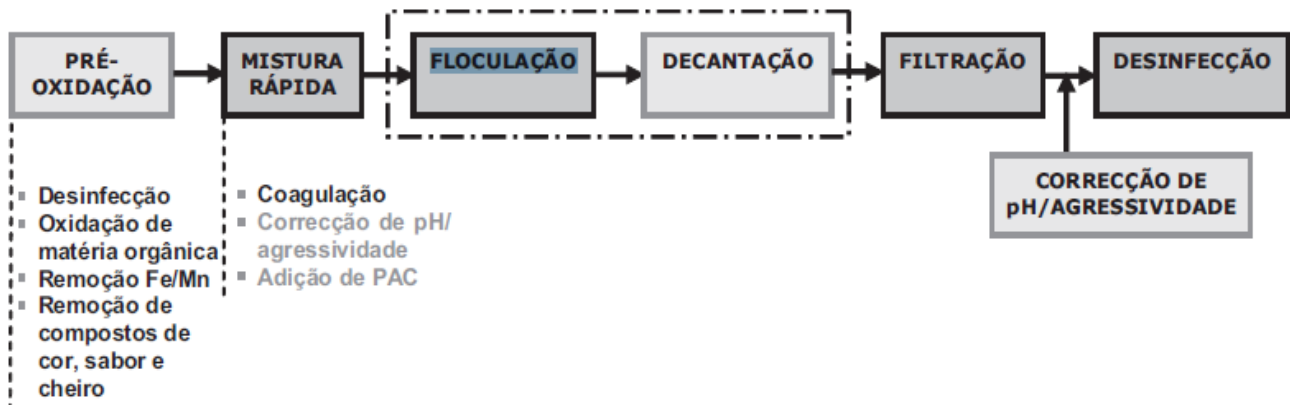 PRÉ-
OXIDAÇÃO
MISTURA
RÁPIDA
FLOCULAÇÃO
DECANTAÇÃO
FILTRAÇÃO
DESINFECÇÃO
CORRECÇÃO DE
pH/AGRESSIVIDADE
Desinfecção
Oxidação de
matéria orgânica
Remoção Fe/Mn
Remoção de
compostos de
cor, sabor e
cheiro
Coagulação
Correcção de pH/
agressividade
Adição de PAC